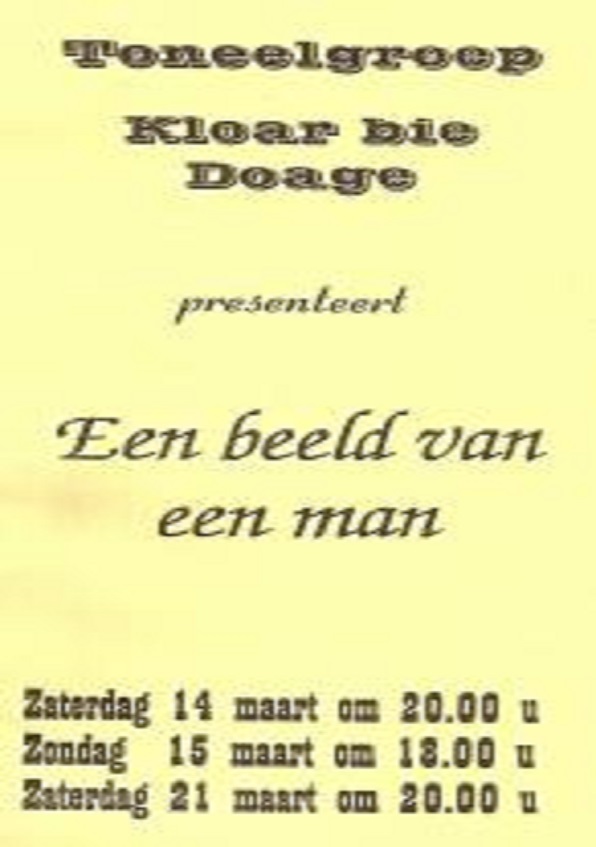 Toneelgroep
Kloar bie
Doage
presenteert
Een beeld van
een man
Zaterdag 14 maart om 20.00 u
Zondag 15 maart om 18.00 u
Zaterdag 21 maart om 20.00 u